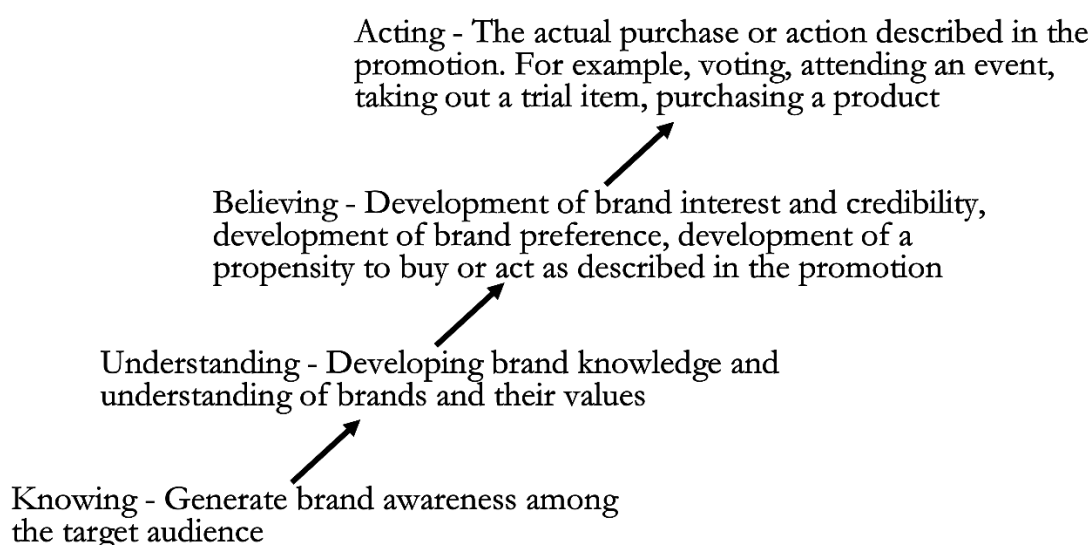 Acting - The actual purchase or action described in the
promotion. For example, voting, attending an event,
taking out a trial item, purchasing a product
Believing - Development of brand interest and credibility,
development of brand preference, development of a
propensity to buy or act as described in the promotion
Understanding - Developing brand knowledge and
understanding of brands and their values
Knowing - Generate brand awareness among
the target audience